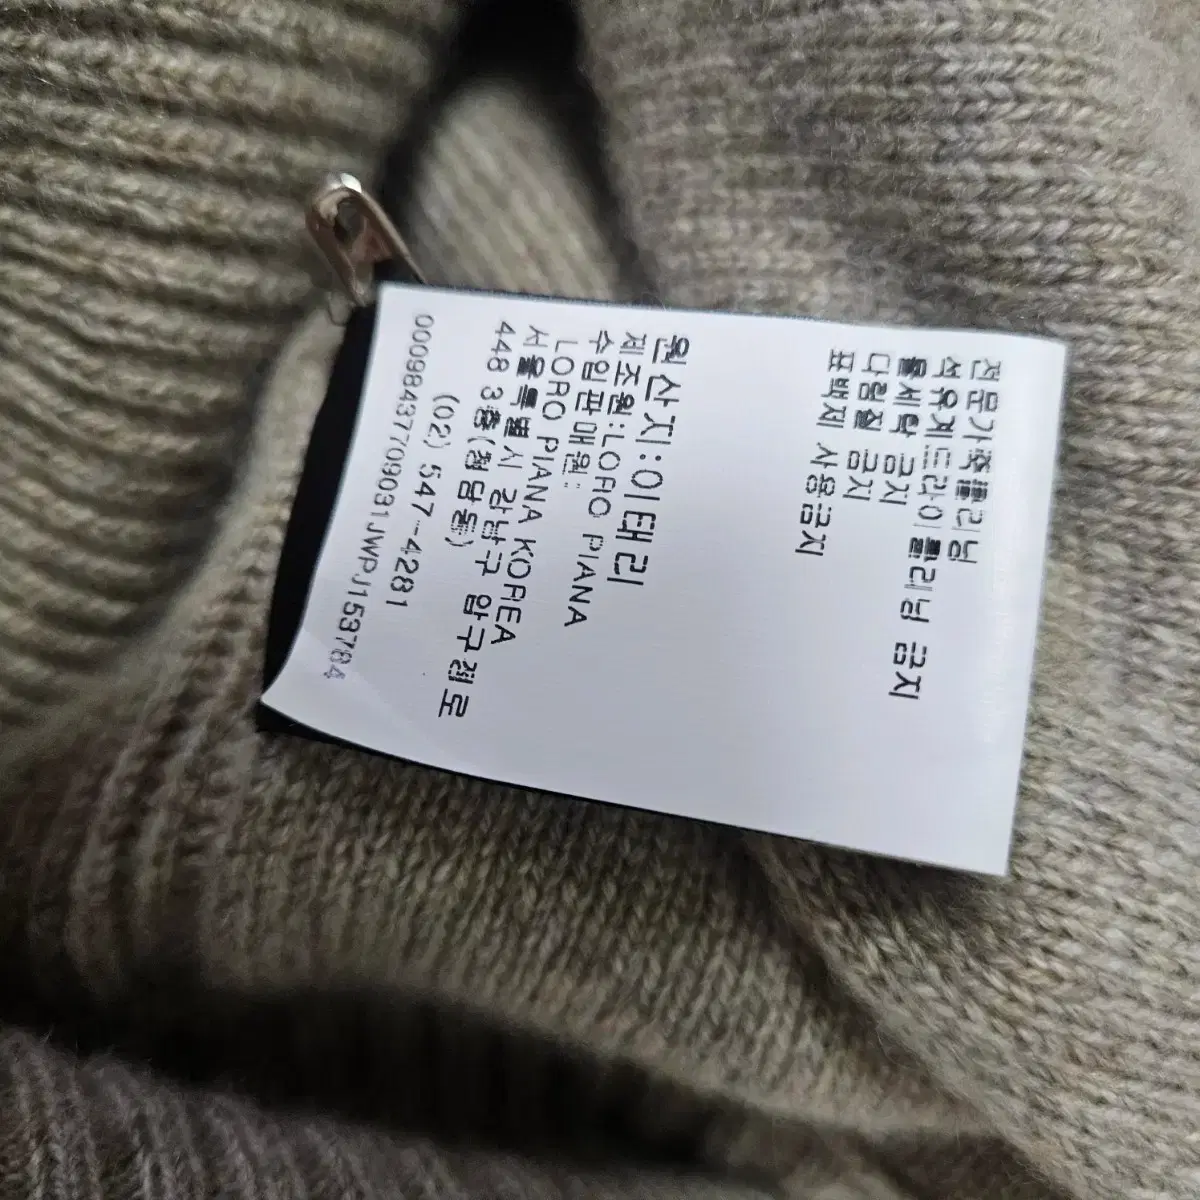 전문가죽클리닝
석유계드라이클리닝 금지
물세탁 금지
다림질 금지
표백제 사용금지
원산지:이태리
제조원:LORO PIANA
수입판매원:
LORO PIANA KOREA
서울특별시 강남구 압구정로
448 3층(청담동)
(02) 547-4281
000098437709031JWPJ153784